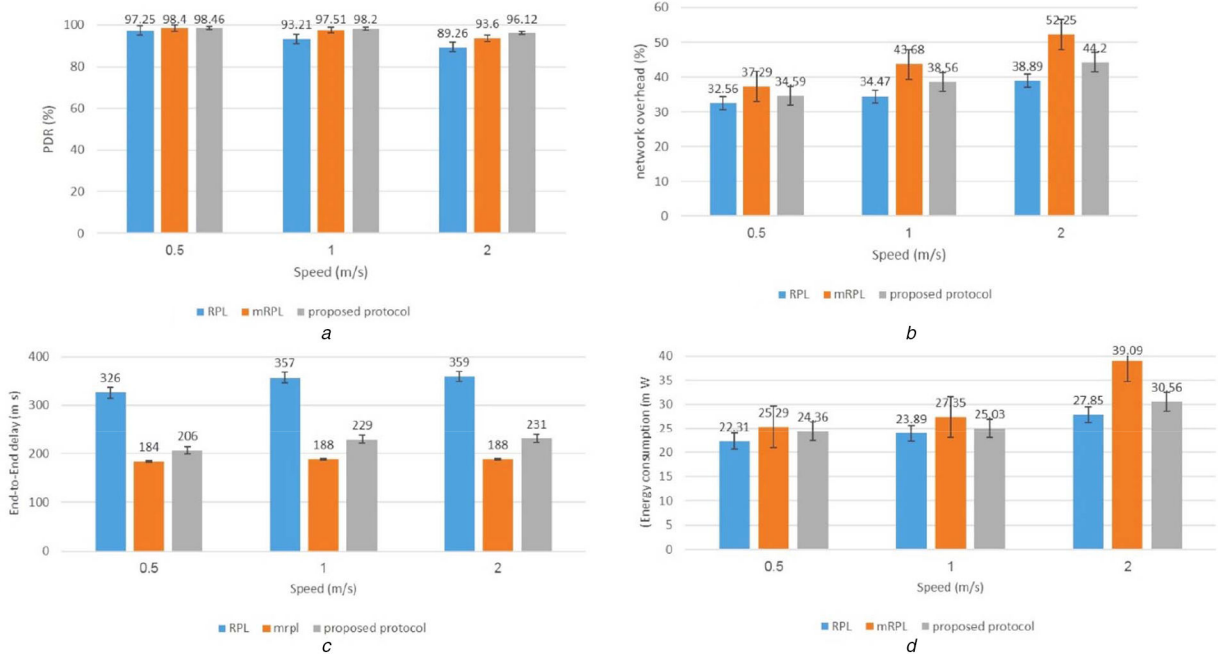 97.25 98.4 98.46
93.21 97.51 98.2
89.26 93.6 96.12
100
80
60
40
20
0
PDR (%)
0.5 1 2
Speed (m/s)
RPL mRPL proposed protocol
a
60
50
40
30
20
10
0
network overhead (%)
32.56 37.29 34.59
34.47 43.68 38.56
38.89 52.25 44.2
0.5 1 2
Speed (m/s)
RPL mRPL proposed protocol
b
400
300
200
100
0
End-to-End delay (m s)
326 184 206
357 188 229
359 188 231
0.5 1 2
Speed (m/s)
RPL mrpl proposed protocol
c
40
35
30
25
20
15
10
5
0
(Energy consumption (m W
22.31 25.29 24.36
23.89 27.35 25.03
27.85 39.09 30.56
0.5 1 2
Speed (m/s)
RPL mRPL proposed protocol
d